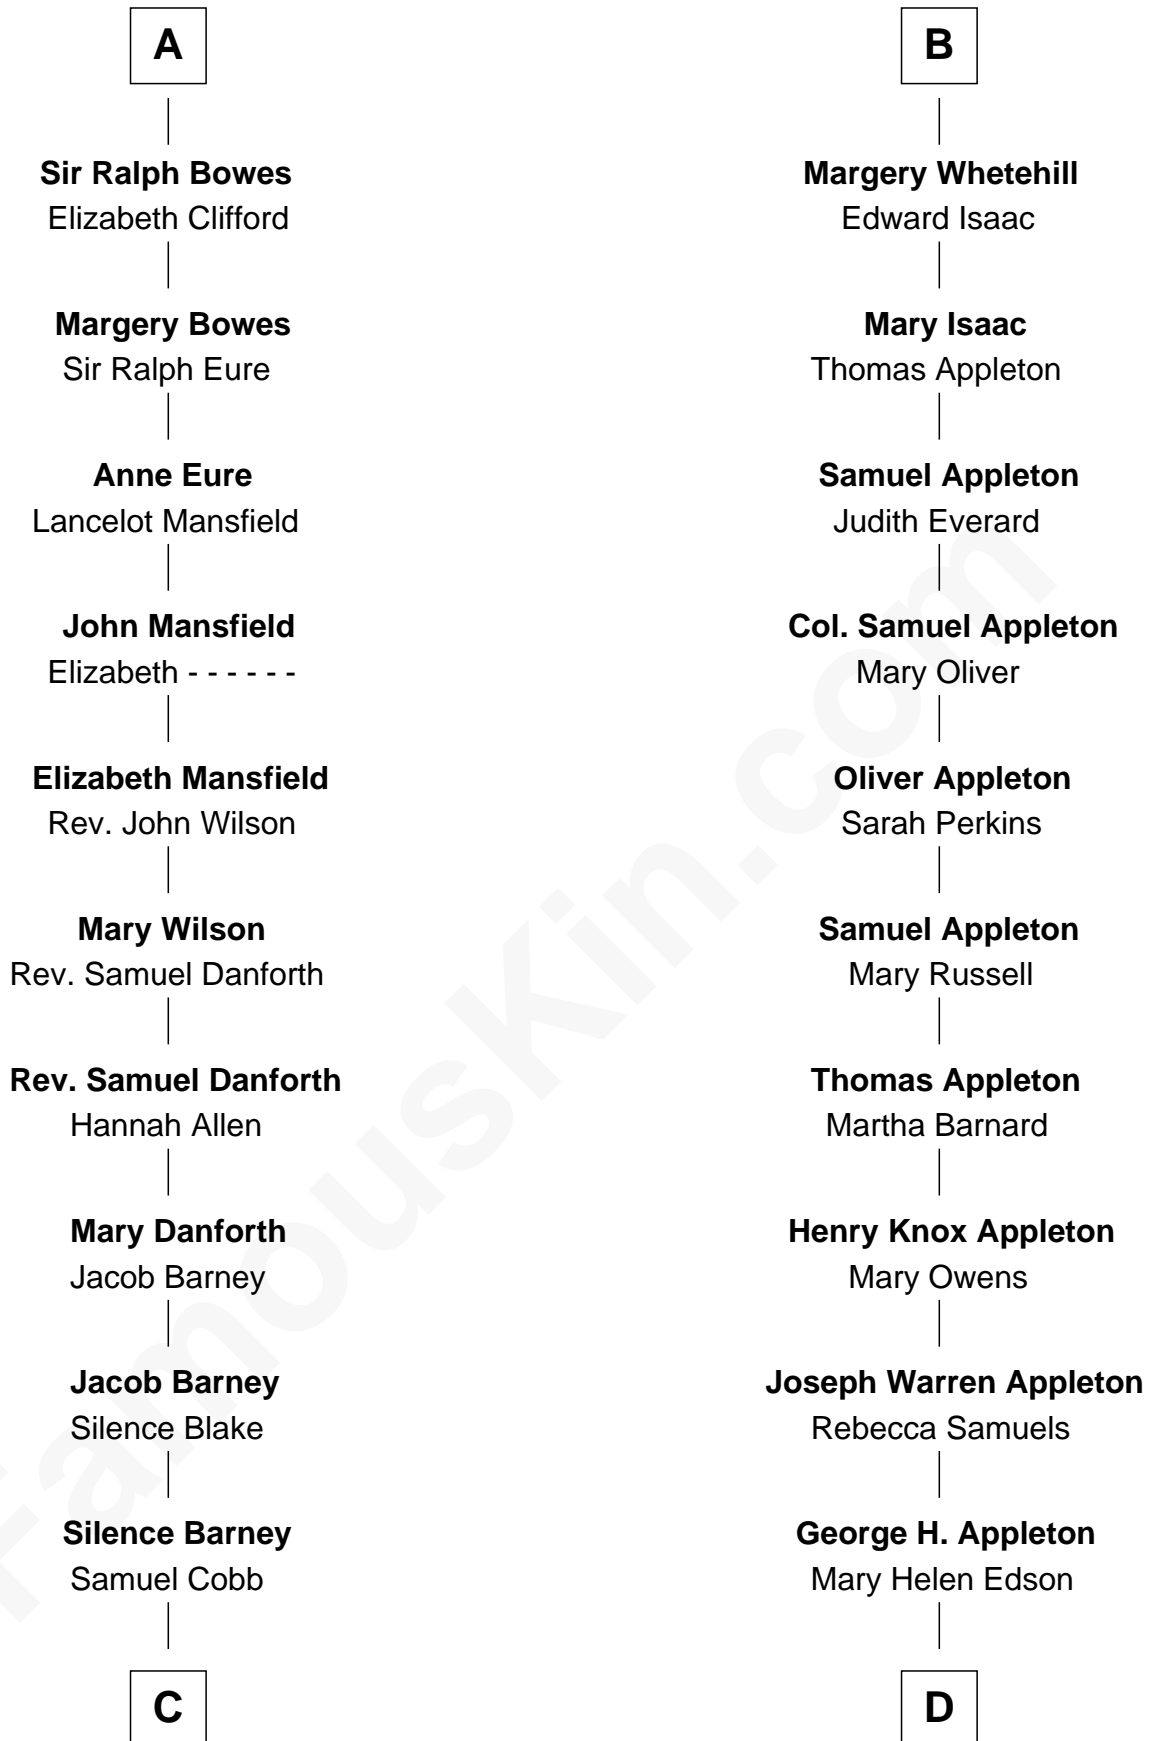 A
Sir Ralph Bowes
Elizabeth Clifford
Margery Bowes
Sir Ralph Eure
Anne Eure
Lancelot Mansfield
John Mansfield
Elizabeth - - - - - -
Elizabeth Mansfield
Rev. John Wilson
Mary Wilson
Rev. Samuel Danforth
Rev. Samuel Danforth
Hannah Allen
Mary Danforth
Jacob Barney
Jacob Barney
Silence Blake
Silence Barney
Samuel Cobb
C
B
Margery Whetehill
Edward Isaac
Mary Isaac
Thomas Appleton
Samuel Appleton
Judith Everard
Col. Samuel Appleton
Mary Oliver
Oliver Appleton
Sarah Perkins
Samuel Appleton
Mary Russell
Thomas Appleton
Martha Barnard
Henry Knox Appleton
Mary Owens
Joseph Warren Appleton
Rebecca Samuels
George H. Appleton
Mary Helen Edson
D
FamousKin.com